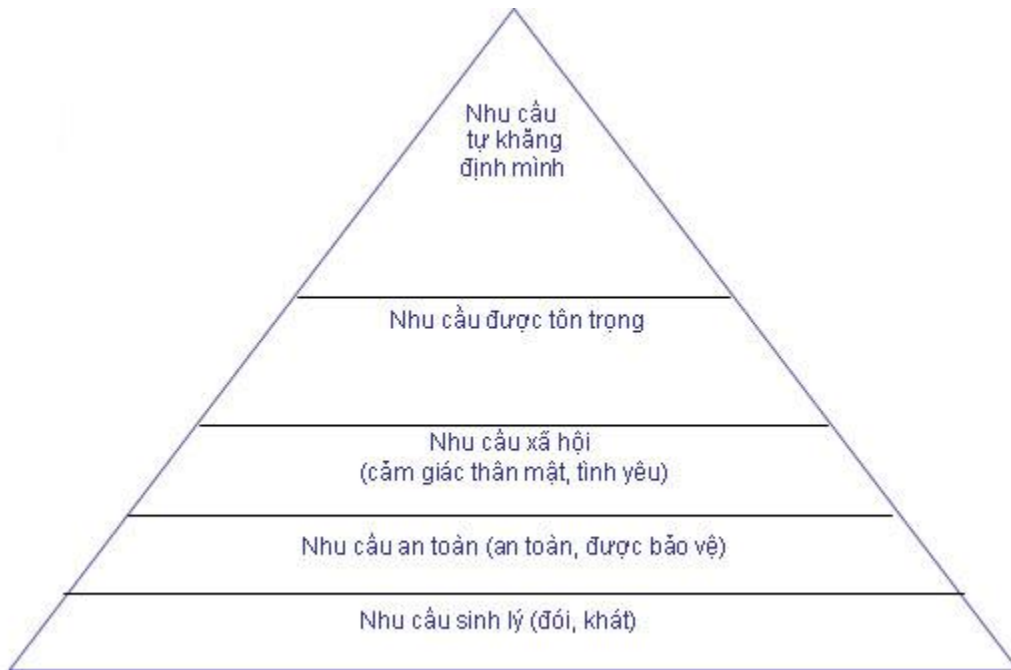 Nhu cầu
tự khẳng
định mình
Nhu cầu được tôn trọng
Nhu cầu xã hội
(cảm giác thân mật, tình yêu)
Nhu cầu an toàn (an toàn, được bảo vệ)
Nhu cầu sinh lý (đói, khát)